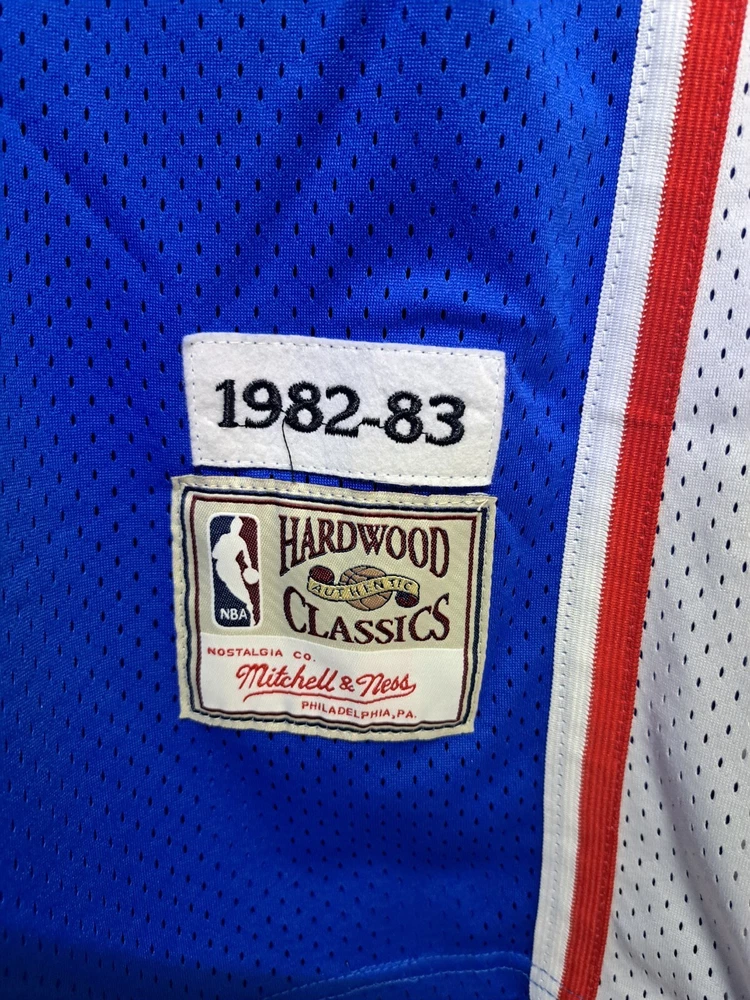 1982-83
HARDWOOD
AUTHENTIC
CLASSICS
NBA
NOSTALGIA CO.
Mitchell & Ness
PHILADELPHIA, PA.